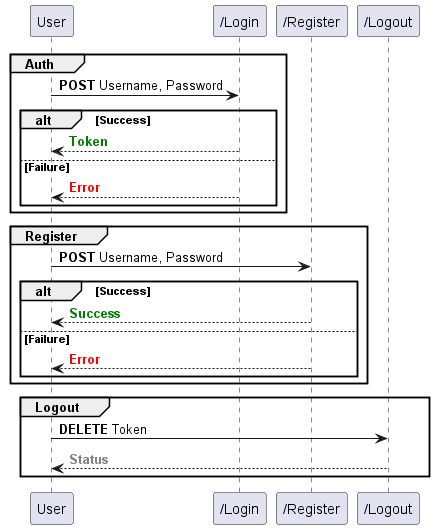 User /Login /Register /Logout
Auth
POST Username, Password
alt [Success]
Token
[Failure]
Error
Register
POST Username, Password
alt [Success]
Success
[Failure]
Error
Logout
DELETE Token
Status
User /Login /Register /Logout